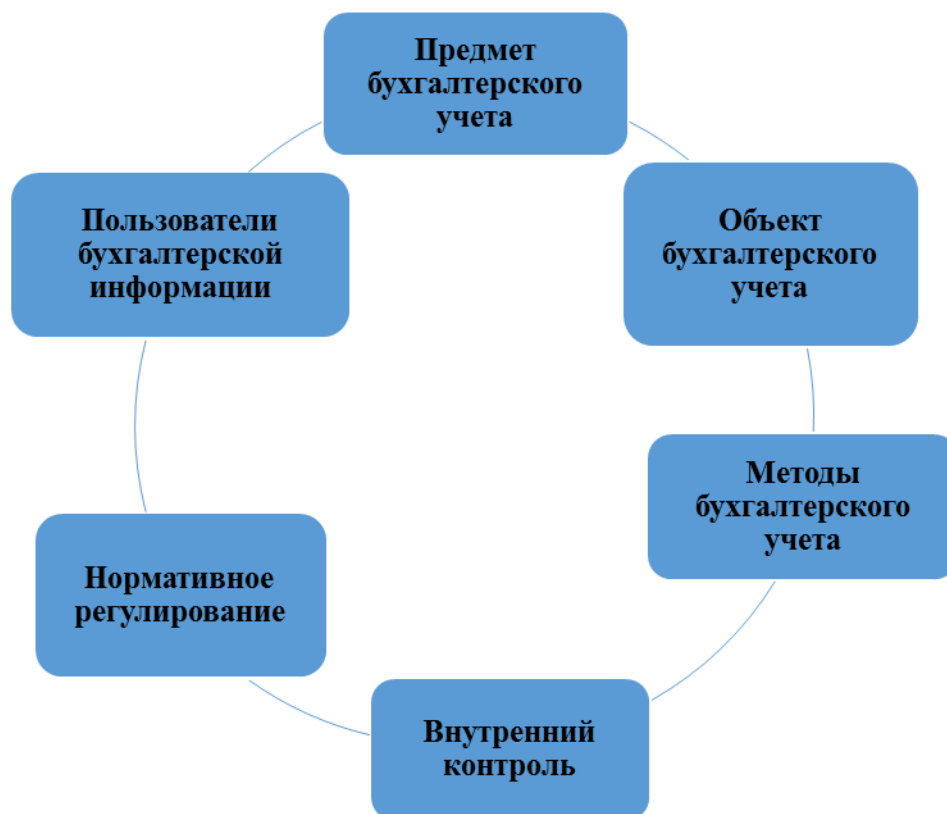 Предмет
бухгалтерского
учета
Объект
бухгалтерского
учета
Методы
бухгалтерского
учета
Внутренний
контроль
Нормативное
регулирование
Пользователи
бухгалтерской
информации